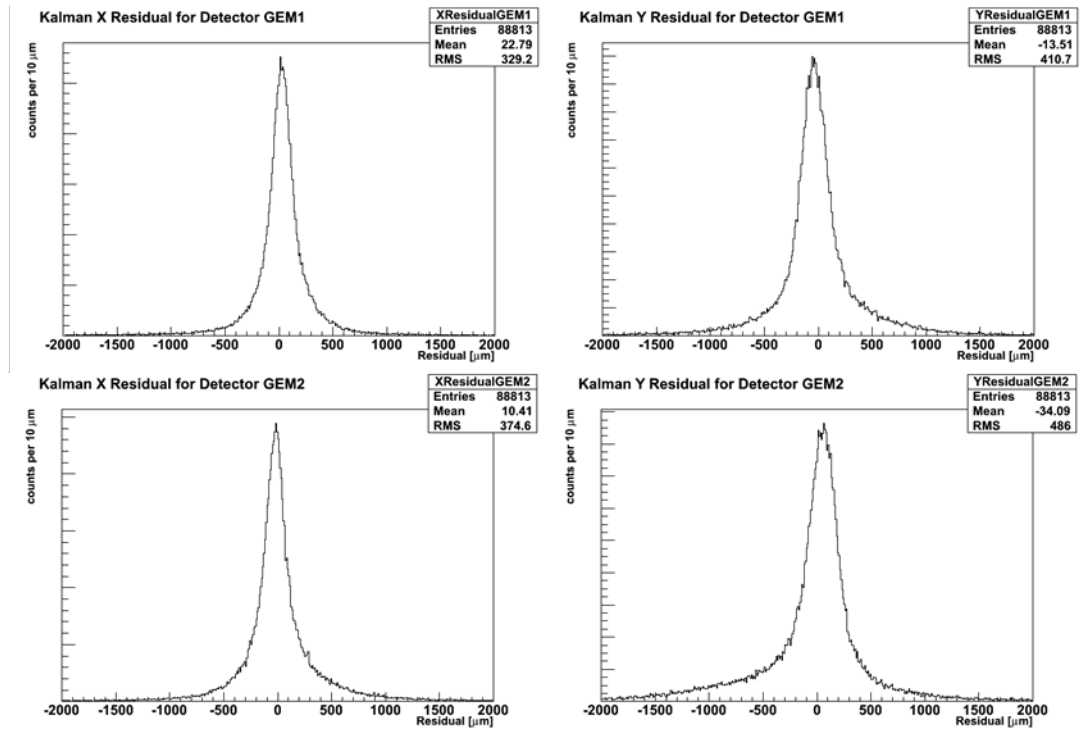 Kalman X Residual for Detector GEM1
XResidualGEM1
Entries 88813
Mean 22.79
RMS 329.2
counts per 10 μm
-2000 -1500 -1000 -500 0 500 1000 1500 2000
Residual [μm]
Kalman Y Residual for Detector GEM1
YResidualGEM1
Entries 88813
Mean -13.51
RMS 410.7
counts per 10 μm
-2000 -1500 -1000 -500 0 500 1000 1500 2000
Residual [μm]
Kalman X Residual for Detector GEM2
XResidualGEM2
Entries 88813
Mean 10.41
RMS 374.6
counts per 10 μm
-2000 -1500 -1000 -500 0 500 1000 1500 2000
Residual [μm]
Kalman Y Residual for Detector GEM2
YResidualGEM2
Entries 88813
Mean -34.09
RMS 486
counts per 10 μm
-2000 -1500 -1000 -500 0 500 1000 1500 2000
Residual [μm]